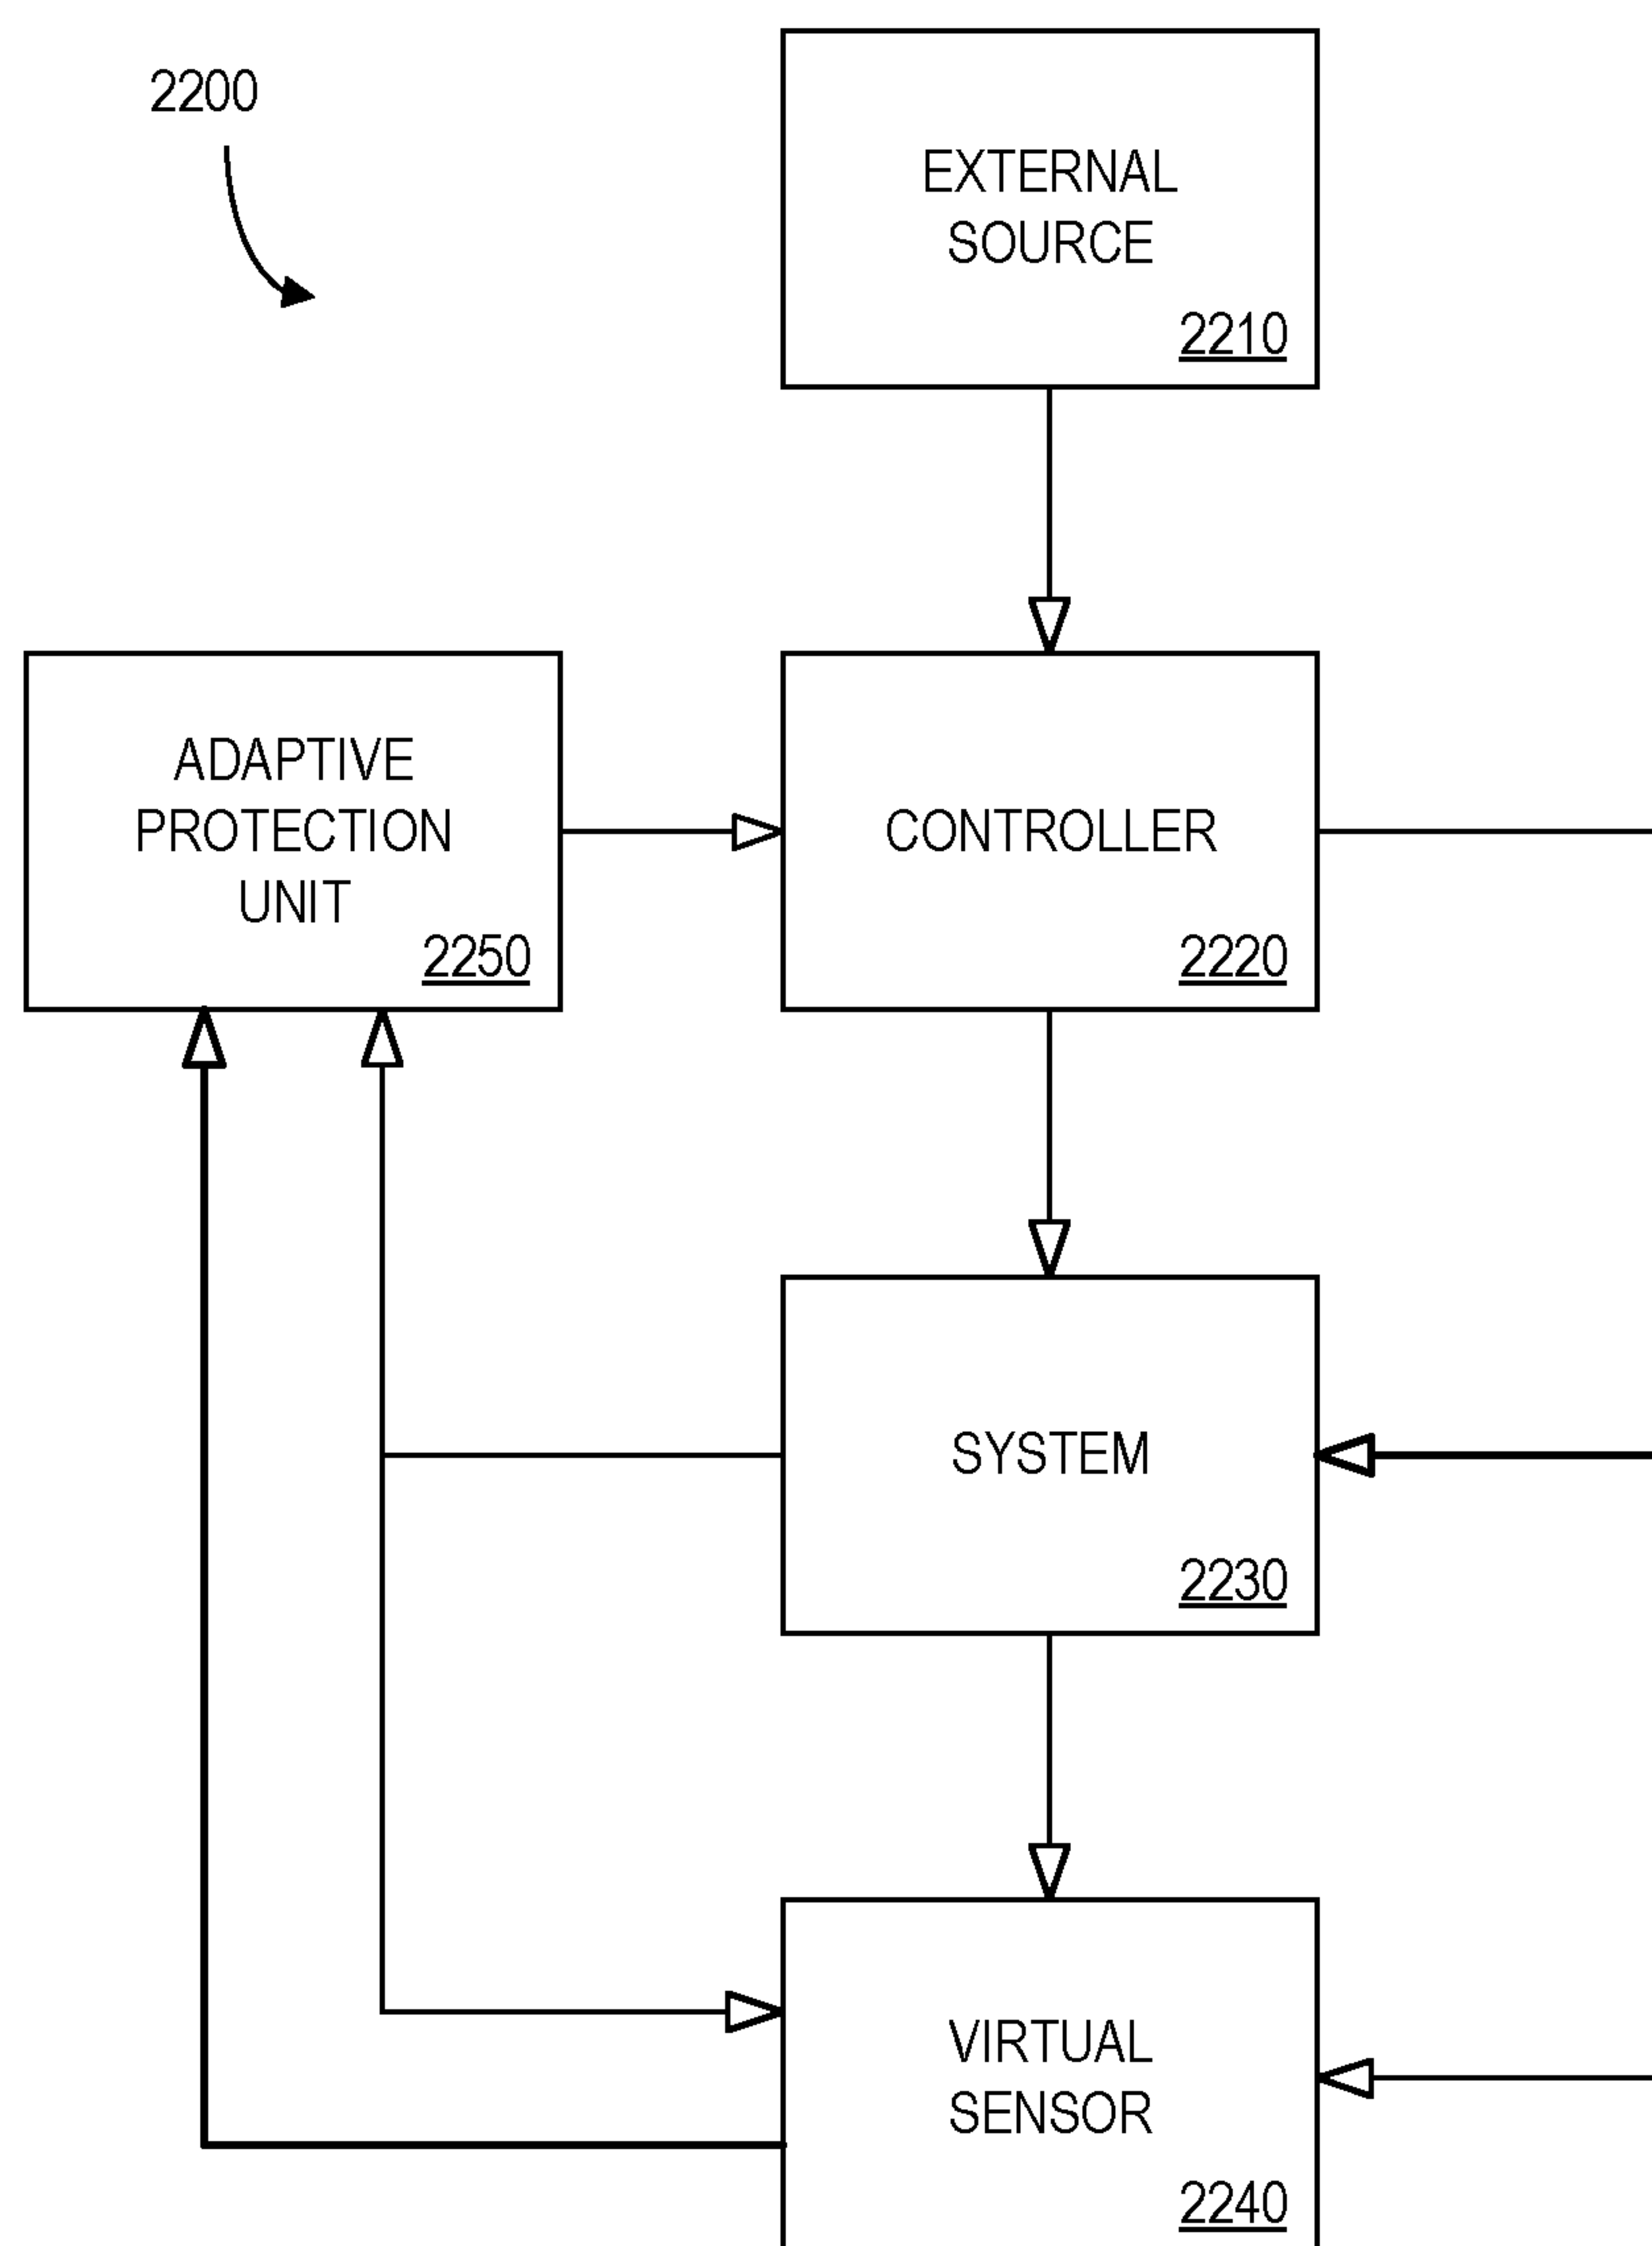 2200
EXTERNAL
SOURCE
2210
ADAPTIVE
PROTECTION
UNIT
2250
CONTROLLER
2220
SYSTEM
2230
VIRTUAL
SENSOR
2240